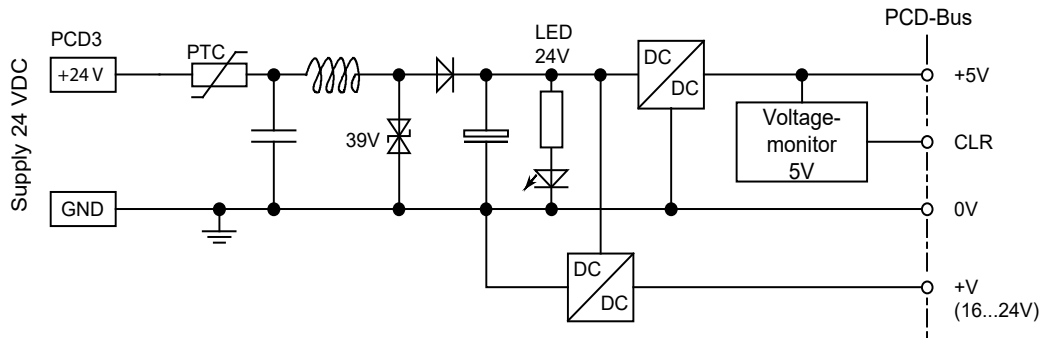 PCD-Bus
Supply 24 VDC
PCD3
+24 V
PTC
39V
LED
24V
DC
DC
+5V
Voltage-
monitor
5V
CLR
GND
0V
DC
DC
+V
(16...24V)